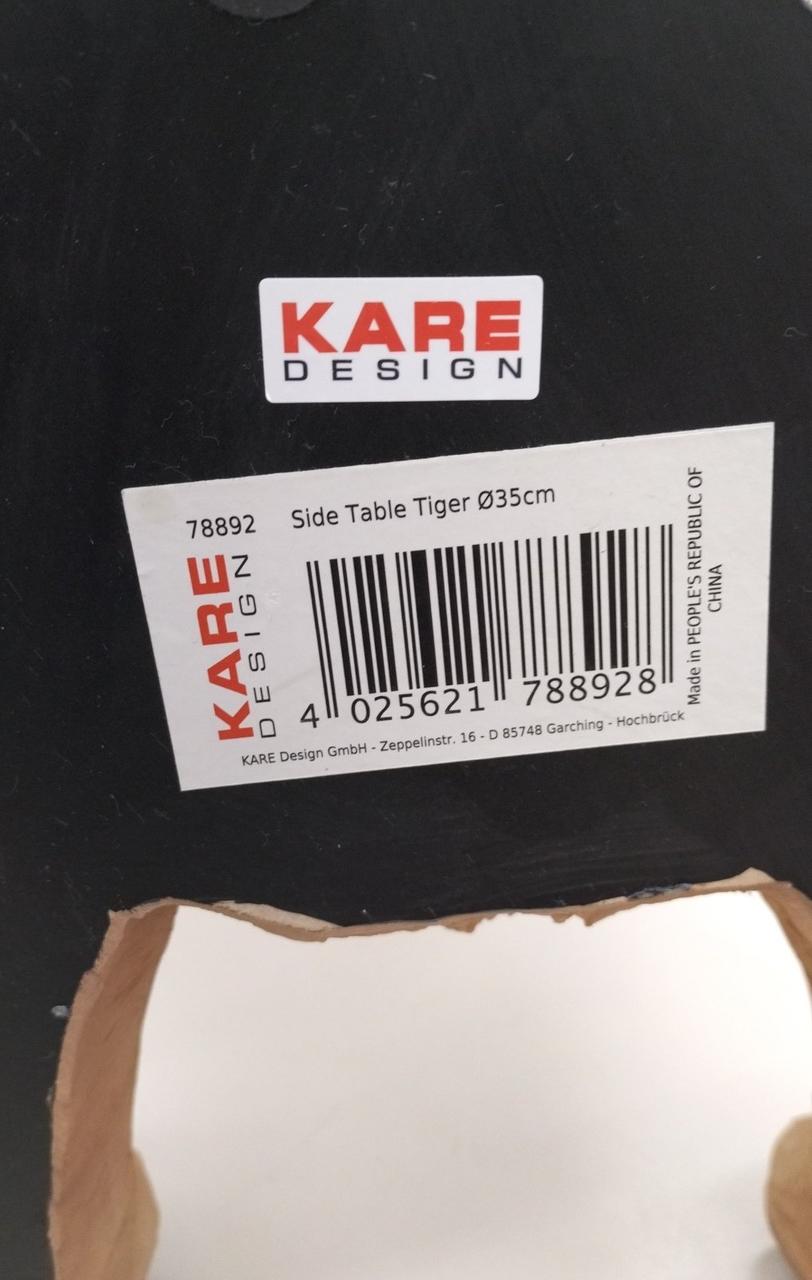 KARE
DESIGN
78892 Side Table Tiger Ø35cm
KARE
DESIGN
4 025621 788928
Made in PEOPLE'S REPUBLIC OF
CHINA
KARE Design GmbH - Zeppelinstr. 16 - D 85748 Garching - Hochbrück